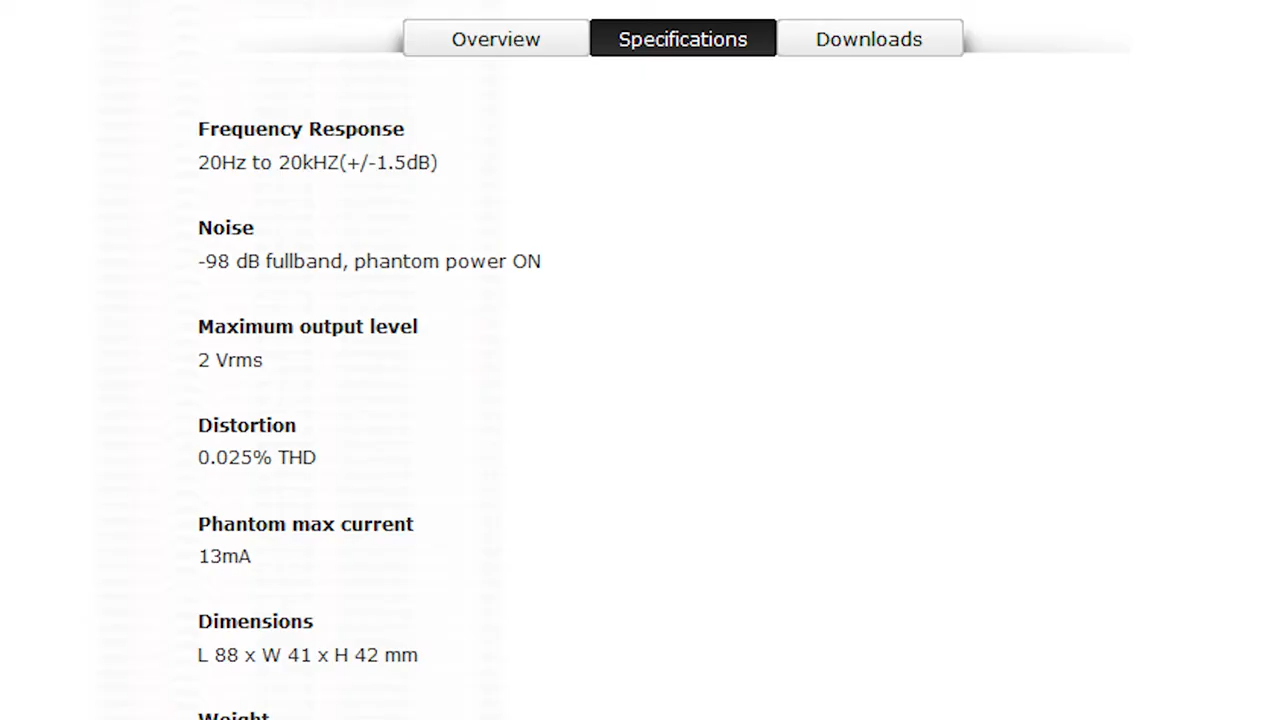 Overview Specifications Downloads
Frequency Response
20Hz to 20kHZ(+/-1.5dB)
Noise
-98 dB fullband, phantom power ON
Maximum output level
2 Vrms
Distortion
0.025% THD
Phantom max current
13mA
Dimensions
L 88 x W 41 x H 42 mm
Weight